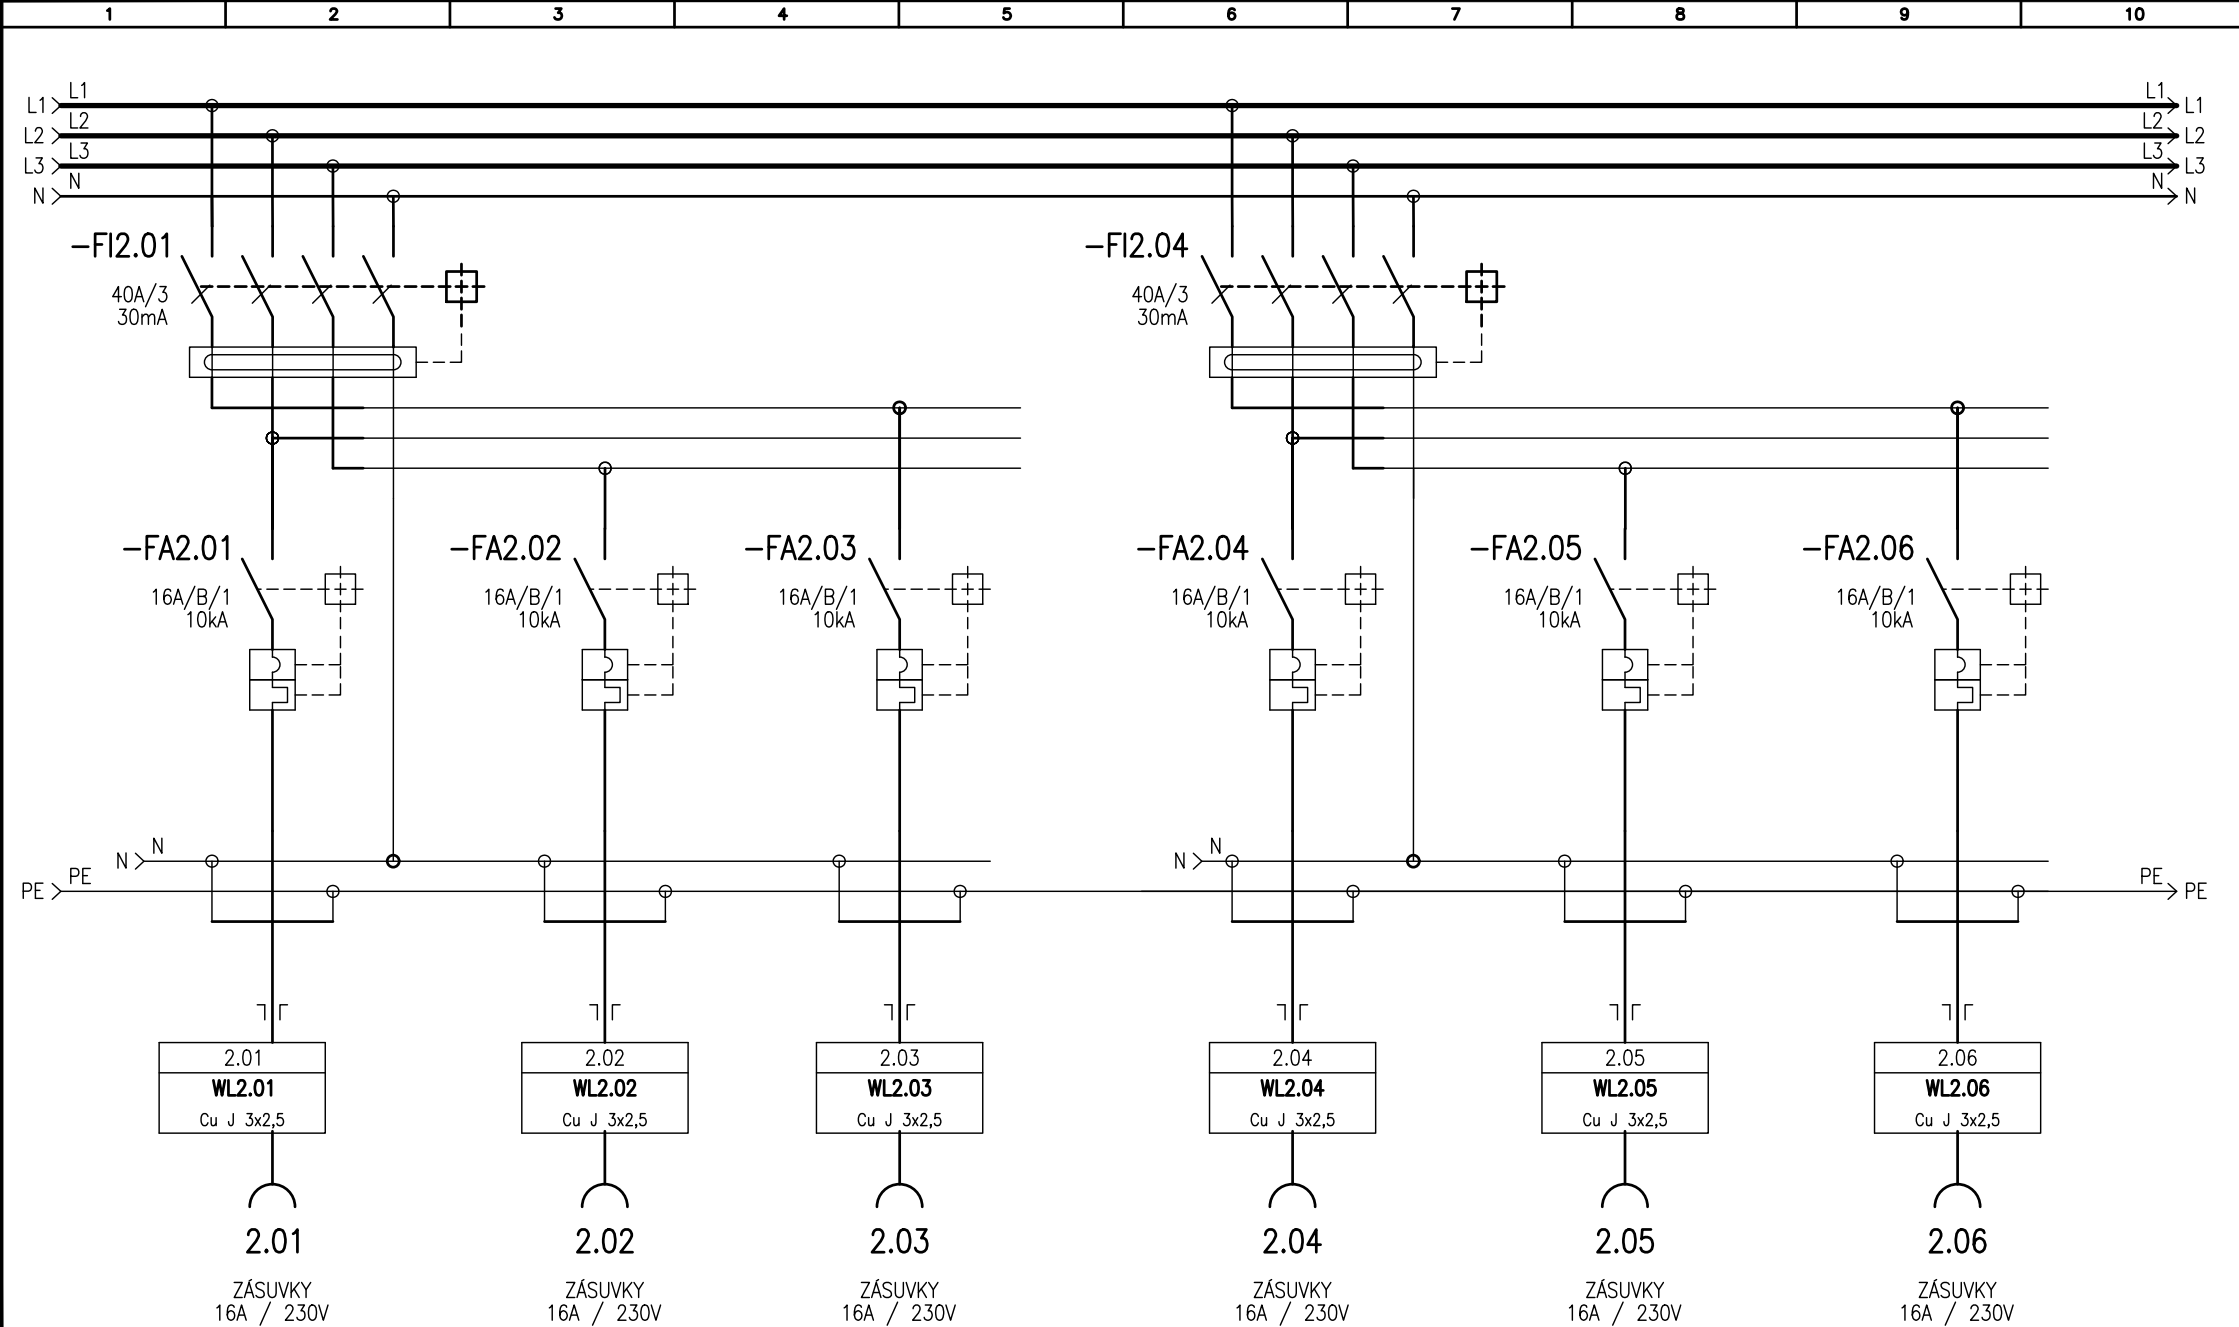 1 2 3 4 5 6 7 8 9 10
L1 L1 L1 L1
L2 L2 L2 L2
L3 L3 L3 L3
N N N N
-FI2.01
40A/3
30mA
-FI2.04
40A/3
30mA
-FA2.01
16A/B/1
10kA
-FA2.02
16A/B/1
10kA
-FA2.03
16A/B/1
10kA
-FA2.04
16A/B/1
10kA
-FA2.05
16A/B/1
10kA
-FA2.06
16A/B/1
10kA
N N N N
PE PE PE PE
2.01
WL2.01
Cu J 3x2,5
2.02
WL2.02
Cu J 3x2,5
2.03
WL2.03
Cu J 3x2,5
2.04
WL2.04
Cu J 3x2,5
2.05
WL2.05
Cu J 3x2,5
2.06
WL2.06
Cu J 3x2,5
2.01
ZÁSUVKY
16A / 230V
2.02
ZÁSUVKY
16A / 230V
2.03
ZÁSUVKY
16A / 230V
2.04
ZÁSUVKY
16A / 230V
2.05
ZÁSUVKY
16A / 230V
2.06
ZÁSUVKY
16A / 230V